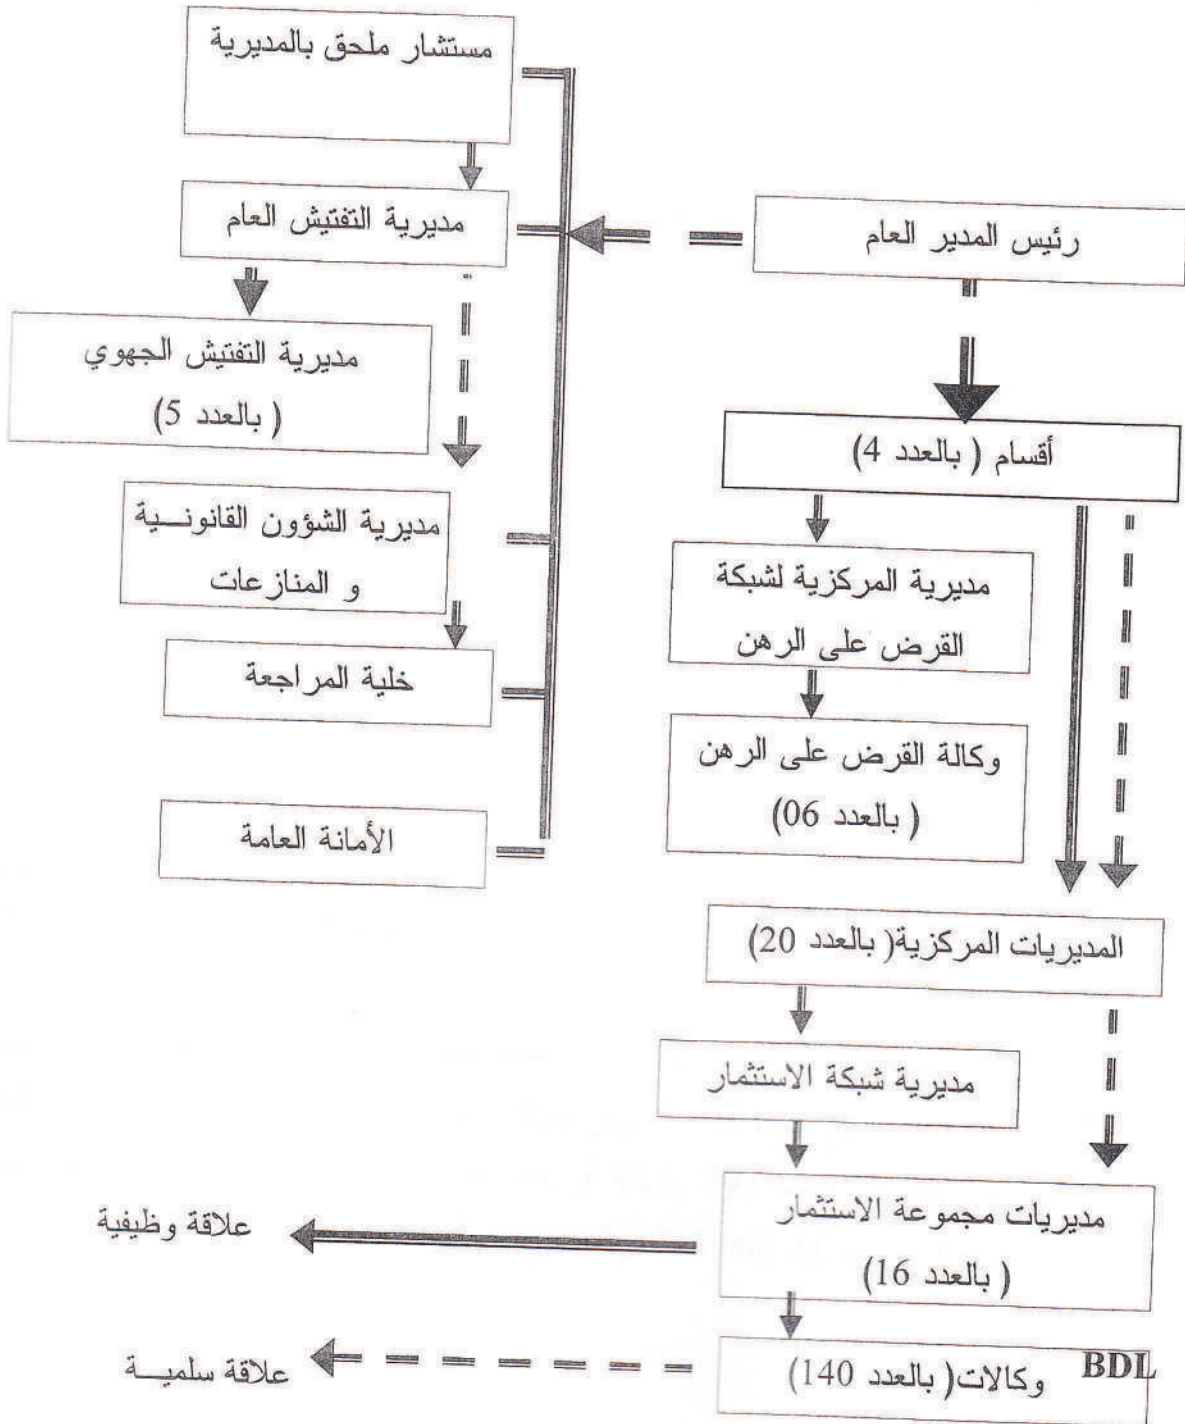 مستشار ملحق بالمديرية
رئيس المدير العام
مديرية التفتيش العام
مديرية التفتيش الجهوي
( بالعدد 5)
أقسام ( بالعدد 4)
مديرية الشؤون القانونـــية
و المنازعات
مديرية المركزية لشبكة
القرض على الرهن
خلية المراجعة
وكالة القرض على الرهن
( بالعدد 06)
الأمانة العامة
المديريات المركزية( بالعدد 20)
مديرية شبكة الاستثمار
مديريات مجموعة الاستثمار
( بالعدد 16)
علاقة وظيفية
وكالات( بالعدد 140)
BDL
علاقة سلميــة